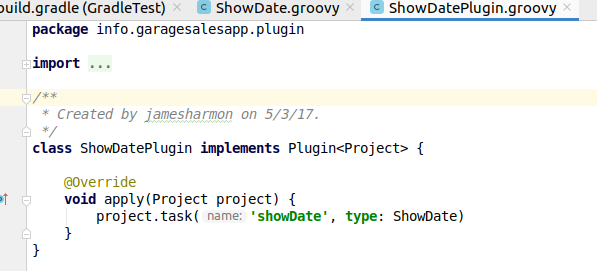 build.gradle (GradleTest) × ShowDate.groovy × ShowDatePlugin.groovy ×
package info.garagesalesapp.plugin
import ...
/**
 * Created by jamesharmon on 5/3/17.
 */
class ShowDatePlugin implements Plugin<Project> {
    @Override
    void apply(Project project) {
        project.task( name: 'showDate', type: ShowDate)
    }
}